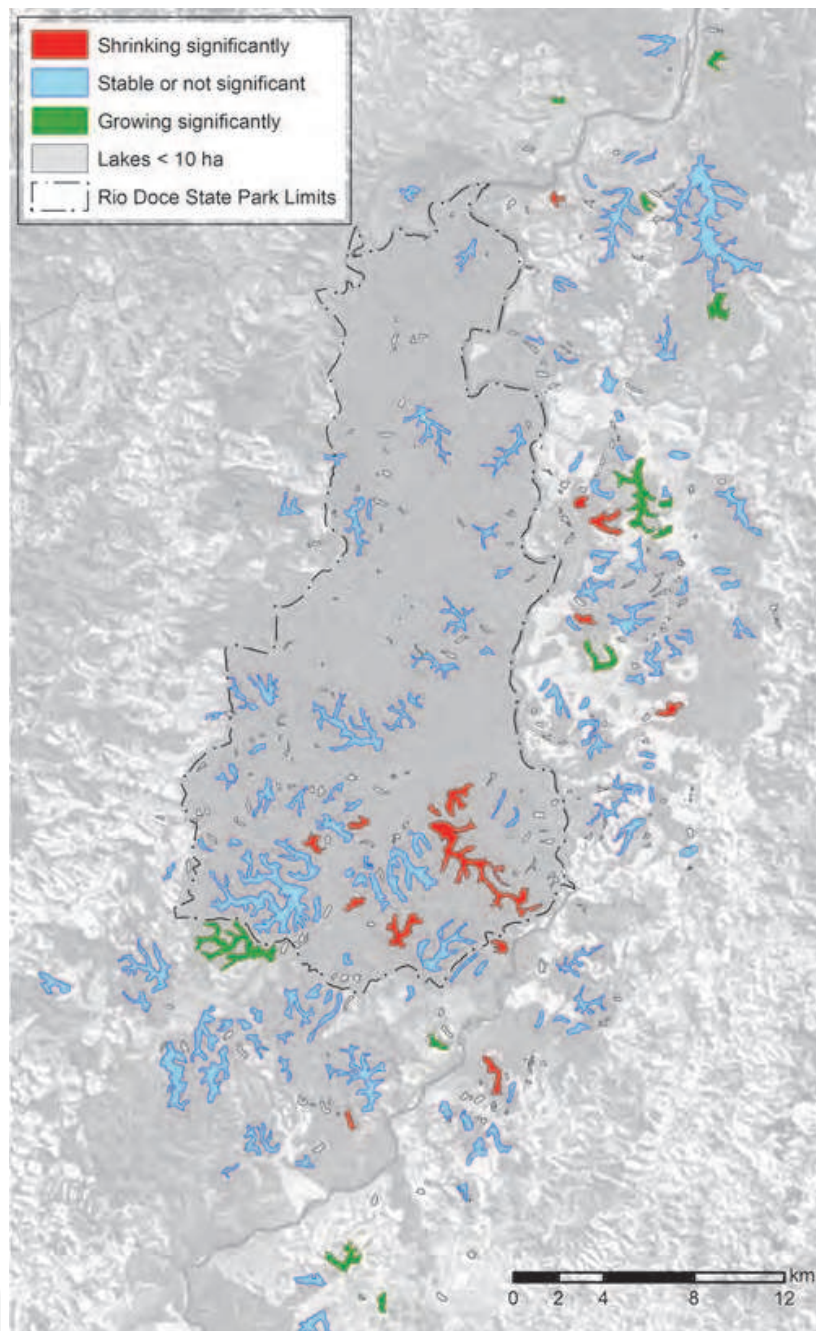 Shrinking significantly
Stable or not significant
Growing significantly
Lakes < 10 ha
Rio Doce State Park Limits
km
0 2 4 8 12